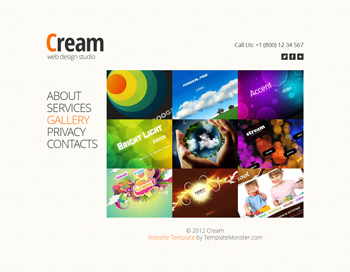 Cream
web design studio
Call Us: +1 (800) 12 34 567
ABOUT
SERVICES
GALLERY
PRIVACY
CONTACTS
Accent
BRIGHT LIGHT
stream
© 2012 Cream
Website Template by TemplateMonster.com